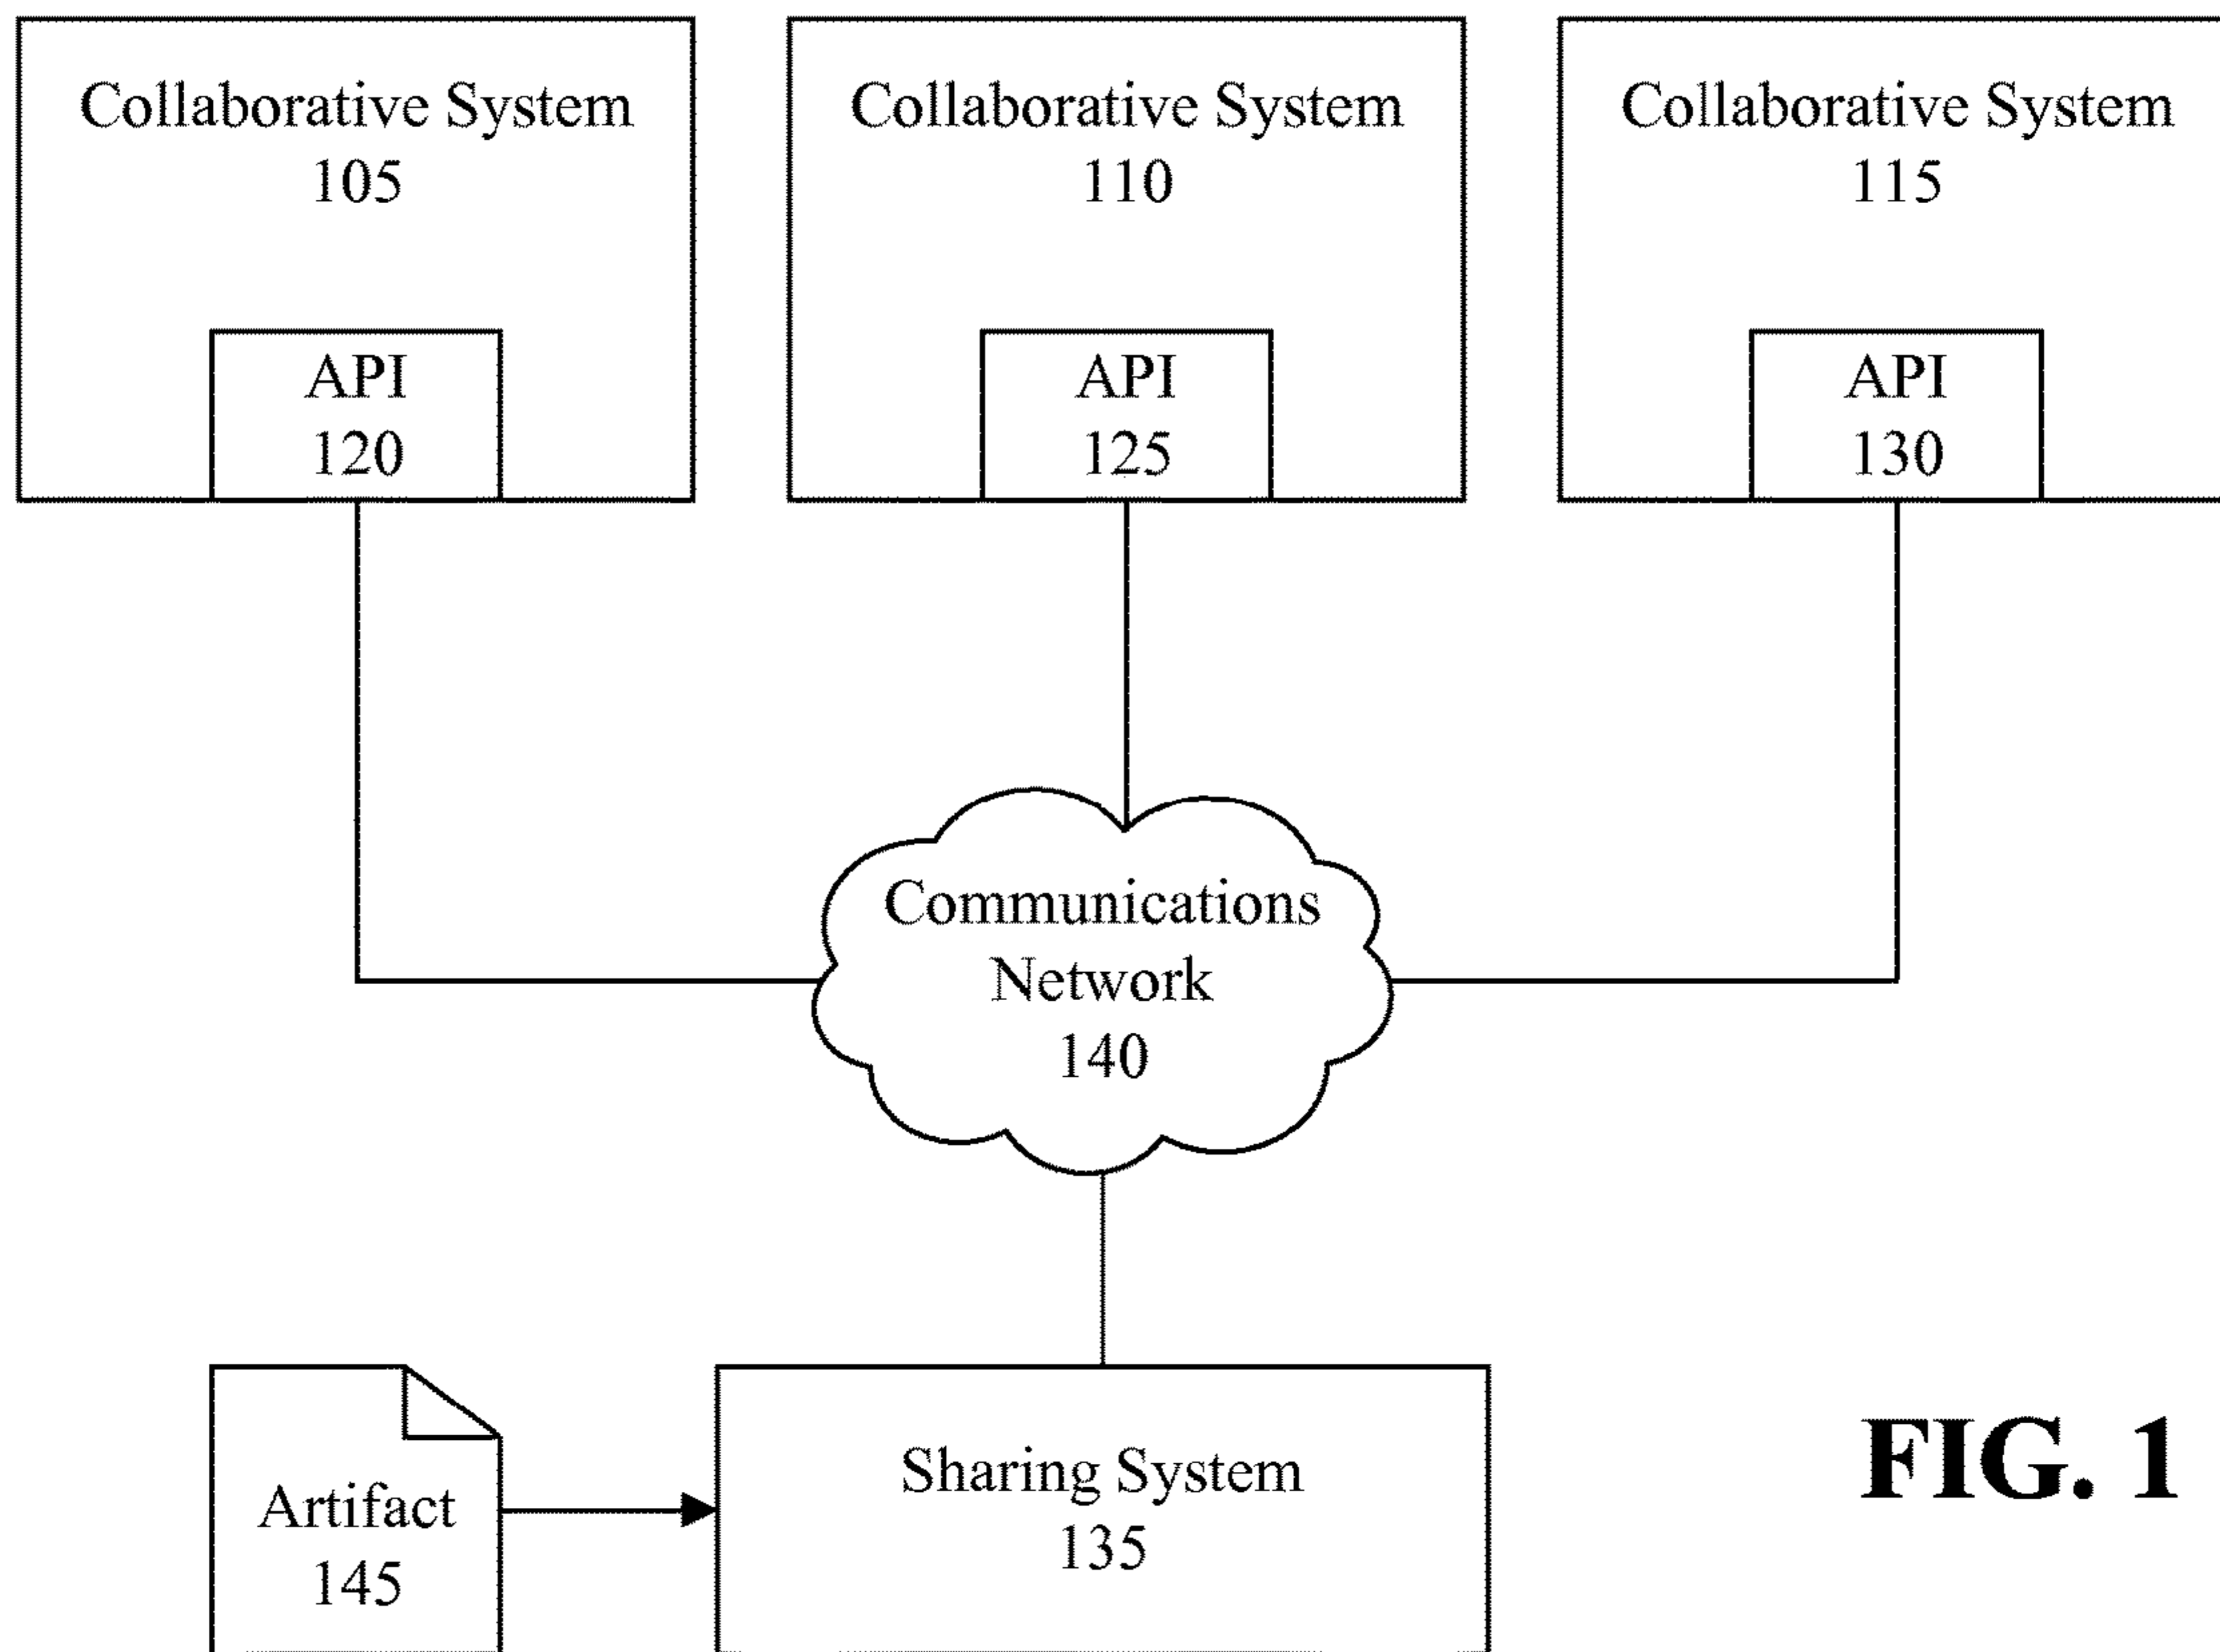 Collaborative System
105
Collaborative System
110
Collaborative System
115
API
120
API
125
API
130
Communications
Network
140
Artifact
145
Sharing System
135
FIG. 1